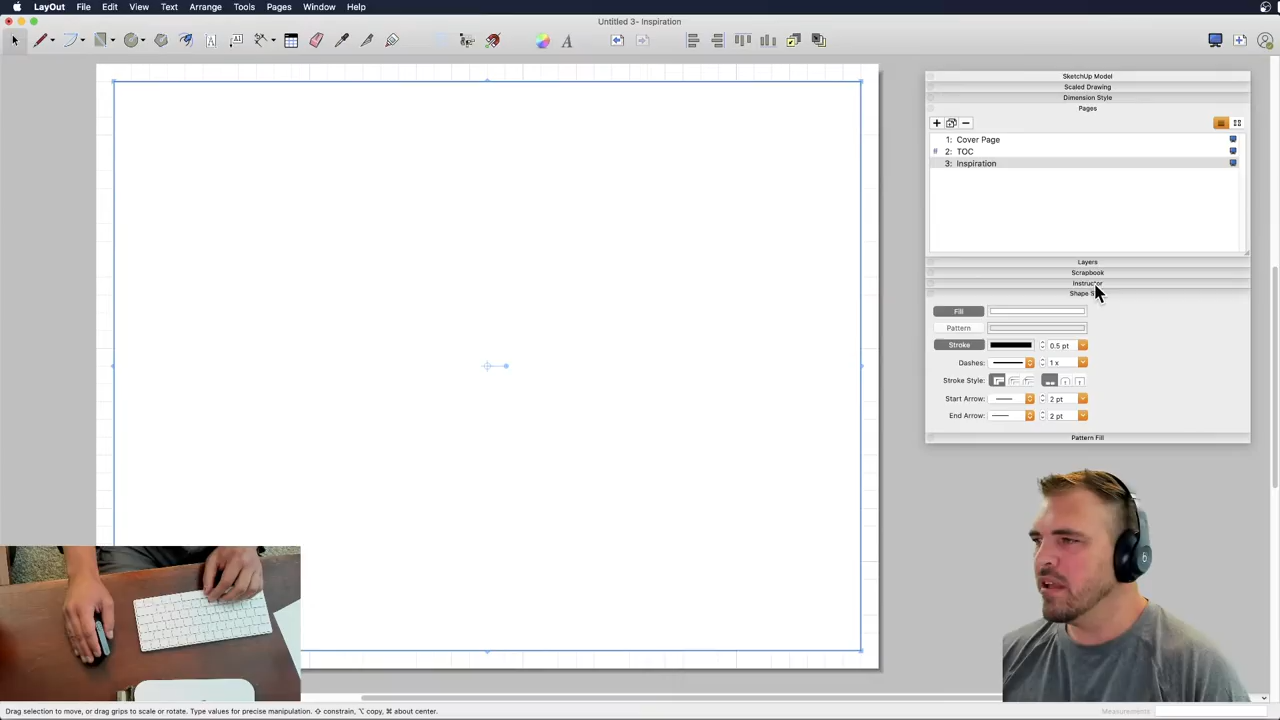 LayOut File Edit View Text Arrange Tools Pages Window Help
Untitled 3- Inspiration
SketchUp Model
Scaled Drawing
Dimension Style
Pages
1: Cover Page
# 2: TOC
3: Inspiration
Layers
Scrapbook
Instructor
Shape S
Fill
Pattern
Stroke 0.5 pt
Dashes: 1 x
Stroke Style:
Start Arrow: 2 pt
End Arrow: 2 pt
Pattern Fill
Drag selection to move, or drag grips to scale or rotate. Type values for precise manipulation. ⇧ constrain, ⌥ copy, ⌘ about center.
Measurements